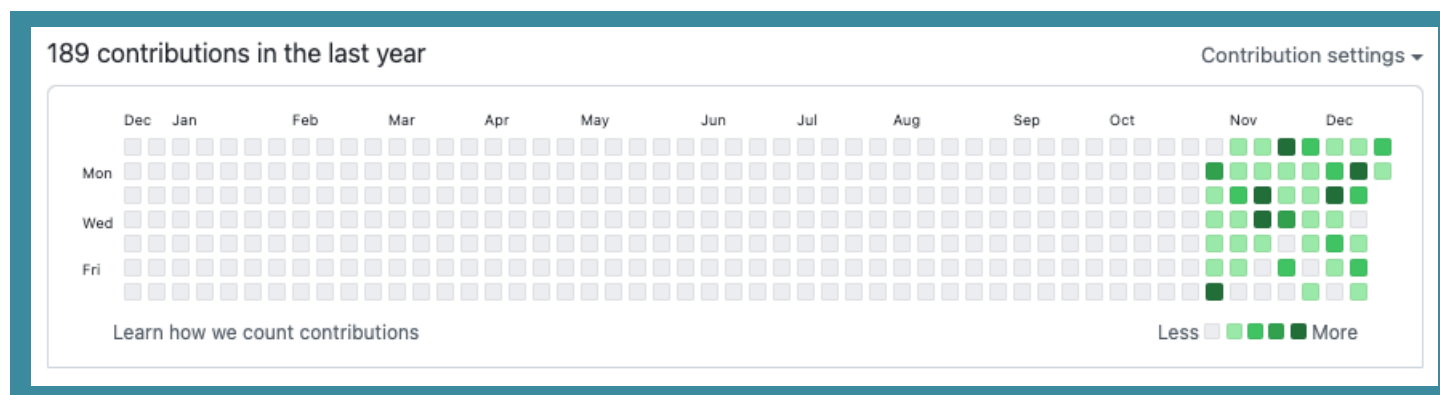 189 contributions in the last year
Contribution settings
Dec Jan Feb Mar Apr May Jun Jul Aug Sep Oct Nov Dec
Mon
Wed
Fri
Learn how we count contributions
Less More